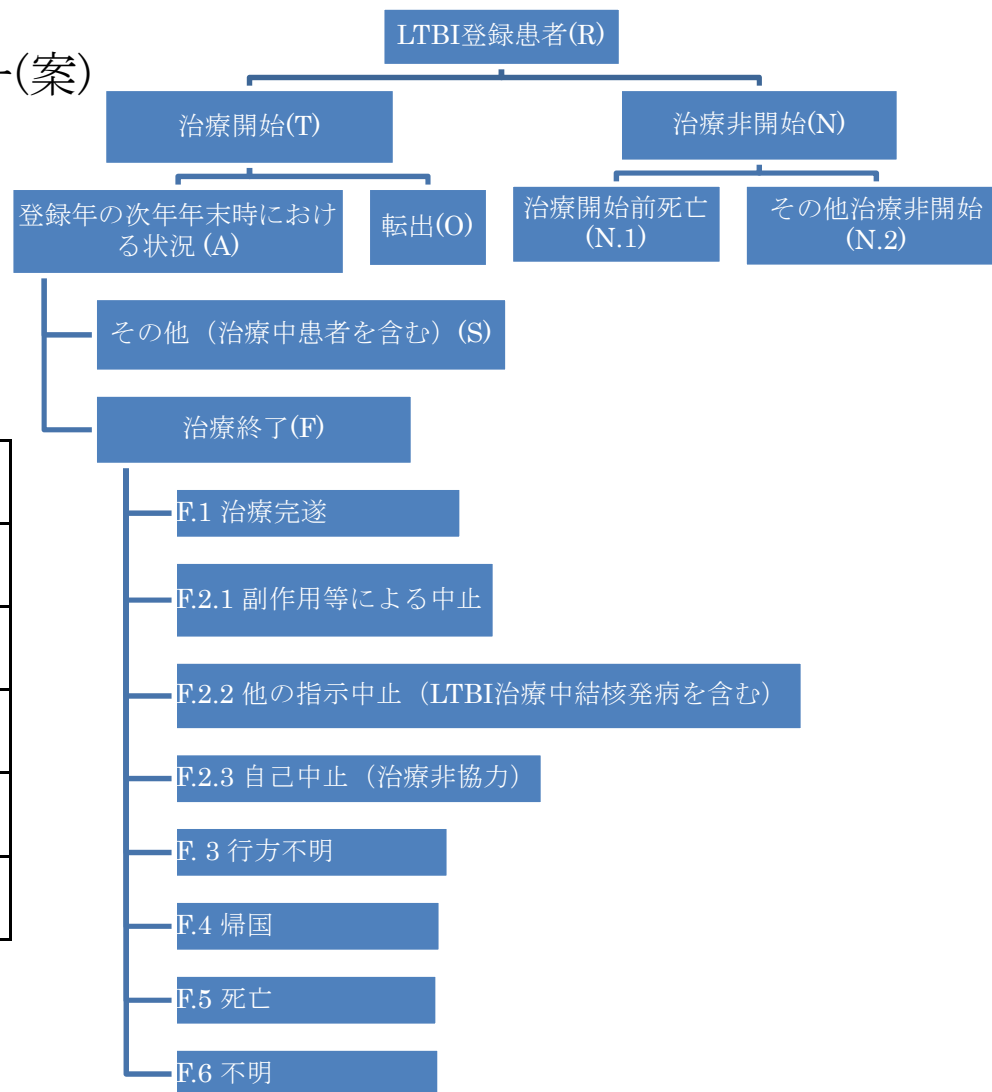 (案)
LTBI登録患者(R)
治療開始(T)
治療非開始(N)
登録年の次年年末時におけ
る状況 (A)
転出(O)
治療開始前死亡
(N.1)
その他治療非開始
(N.2)
その他（治療中患者を含む）(S)
治療終了(F)
F.1 治療完遂
F.2.1 副作用等による中止
F.2.2 他の指示中止（LTBI治療中結核発病を含む）
F.2.3 自己中止（治療非協力）
F. 3 行方不明
F.4 帰国
F.5 死亡
F.6 不明